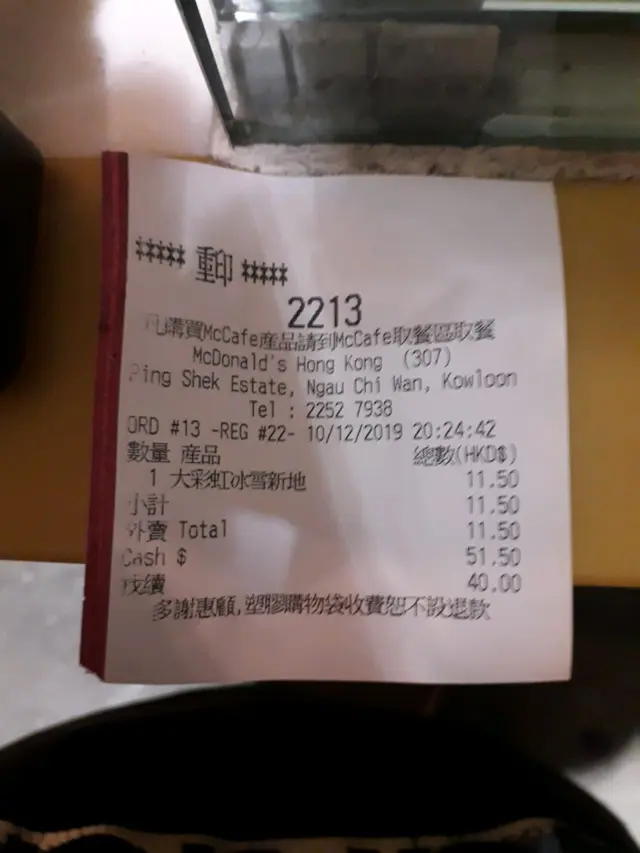 ***** 重印 *****
2213
凡購買McCafe產品請到McCafe取餐區取餐
McDonald's Hong Kong (307)
Ping Shek Estate, Ngau Chi Wan, Kowloon
Tel : 2252 7938
ORD #13 -REG #22- 10/12/2019 20:24:42
數量 產品 總數(HKD$)
1 大彩虹冰雪新地 11.50
小計 11.50
外賣 Total 11.50
Cash $ 51.50
找續 40.00
多謝惠顧,塑膠購物袋收費恕不設退款